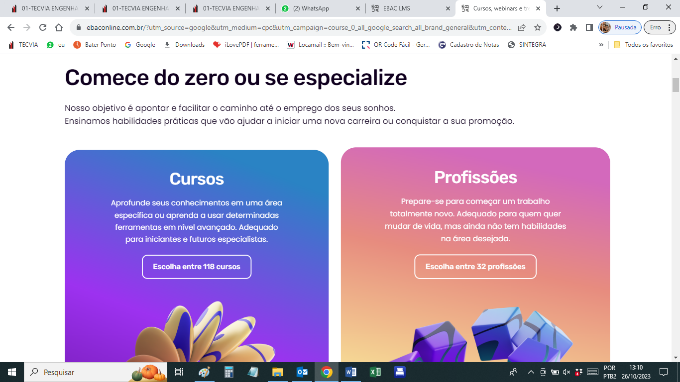 01-TECVIA ENGENHA
01-TECVIA ENGENHA
01-TECVIA ENGENHA
(2) WhatsApp
EBAC LMS
Cursos, webinars e tr
ebaconline.com.br/?utm_source=google&utm_medium=cpc&utm_campaign=course_0_all_google_search_all_brand_general&utm_conte...
Pausada
Erro
TECVIA
eu
Bater Ponto
Google
Downloads
iLovePDF | ferrame...
Locamail :: Bem-vin...
QR Code Fácil - Ger...
Cadastro de Notas
SINTEGRA
»
Todos os favoritos
Comece do zero ou se especialize
Nosso objetivo é apontar e facilitar o caminho até o emprego dos seus sonhos.
Ensinamos habilidades práticas que vão ajudar a iniciar uma nova carreira ou conquistar a sua promoção.
Cursos
Aprofunde seus conhecimentos em uma área
específica ou aprenda a usar determinadas
ferramentas em nível avançado. Adequado
para iniciantes e futuros especialistas.
Escolha entre 118 cursos
Profissões
Prepare-se para começar um trabalho
totalmente novo. Adequado para quem quer
mudar de vida, mas ainda não tem habilidades
na área desejada.
Escolha entre 32 profissões
Pesquisar
POR
PTB2
13:10
26/10/2023